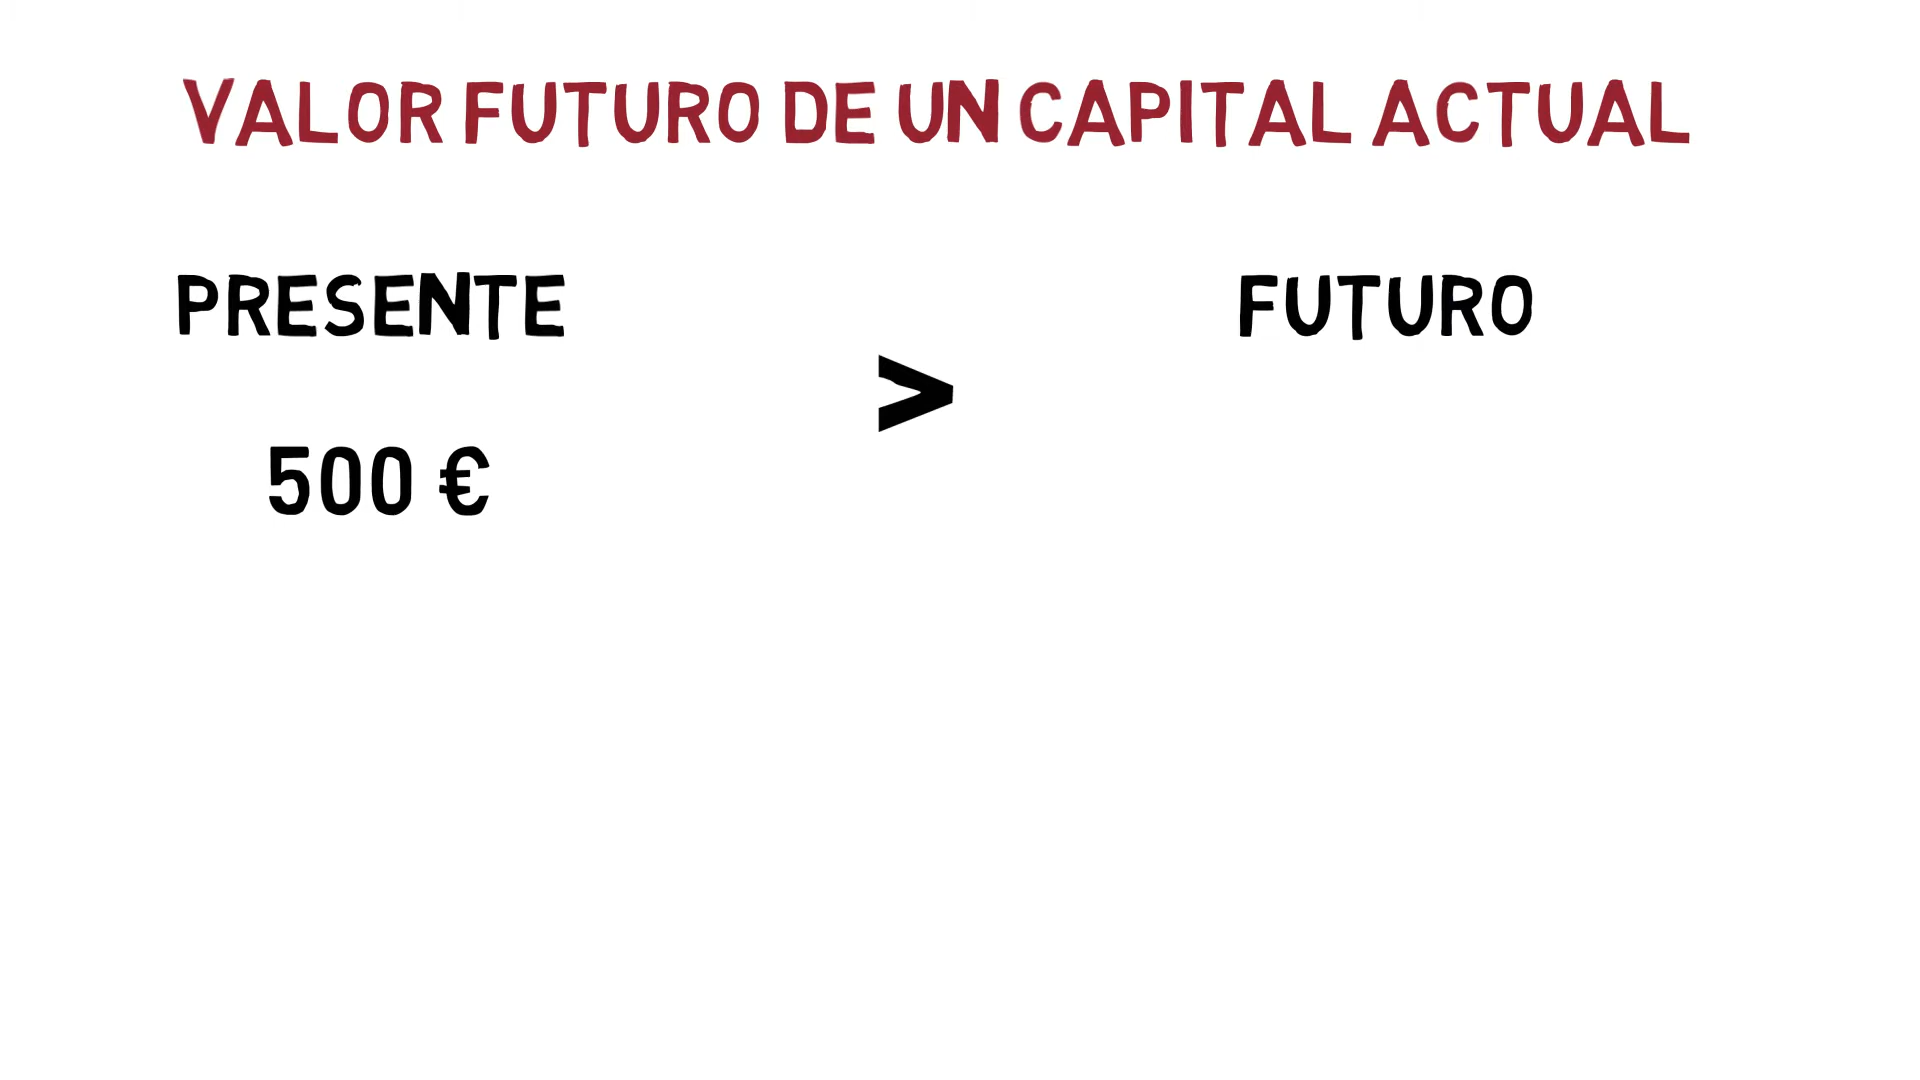 VALOR FUTURO DE UN CAPITAL ACTUAL
PRESENTE > FUTURO
500 €